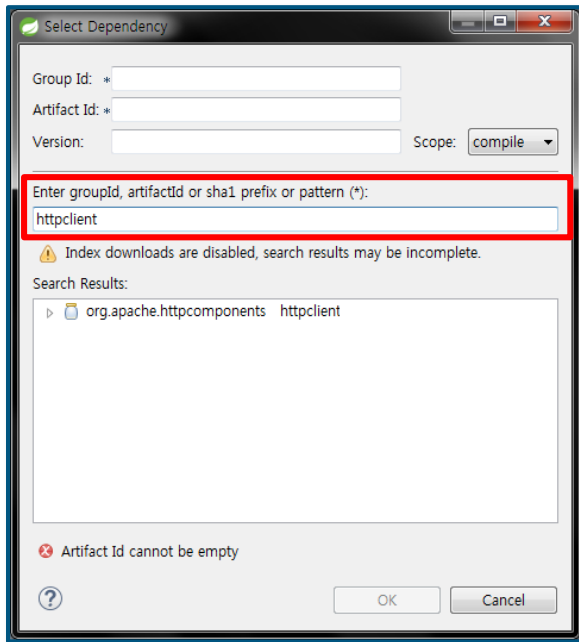 Select Dependency
Group Id: *
Artifact Id: *
Version: Scope: compile
Enter groupId, artifactId or sha1 prefix or pattern (*):
httpclient
Index downloads are disabled, search results may be incomplete.
Search Results:
org.apache.httpcomponents httpclient
Artifact Id cannot be empty
OK Cancel